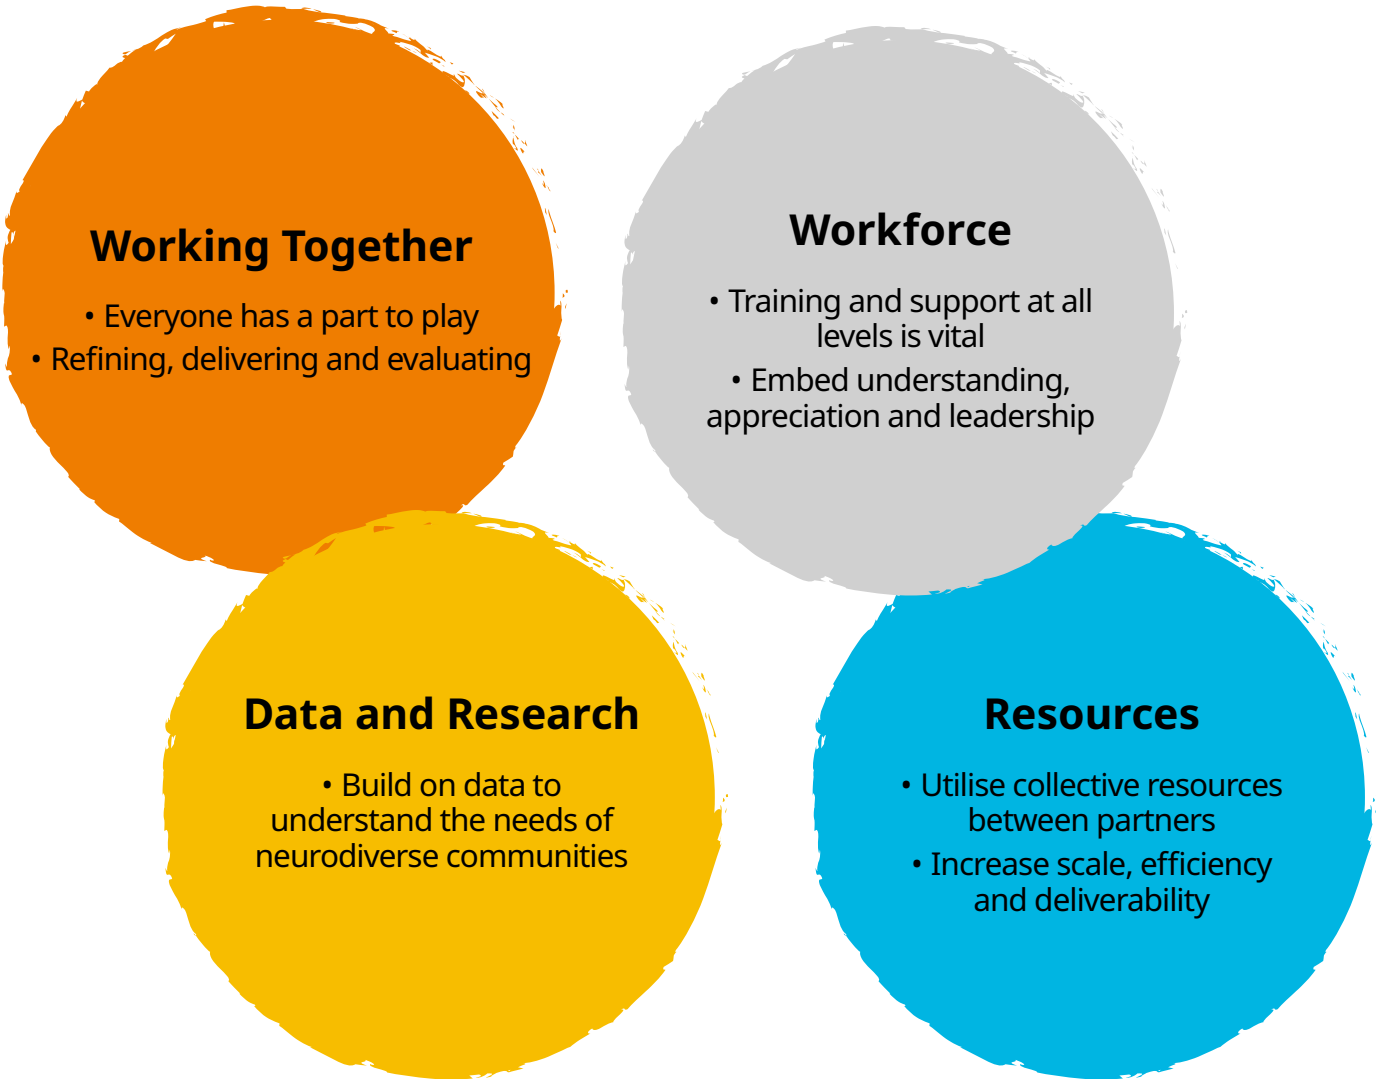 Working Together
• Everyone has a part to play
• Refining, delivering and evaluating
Workforce
• Training and support at all
levels is vital
• Embed understanding,
appreciation and leadership
Data and Research
• Build on data to
understand the needs of
neurodiverse communities
Resources
• Utilise collective resources
between partners
• Increase scale, efficiency
and deliverability